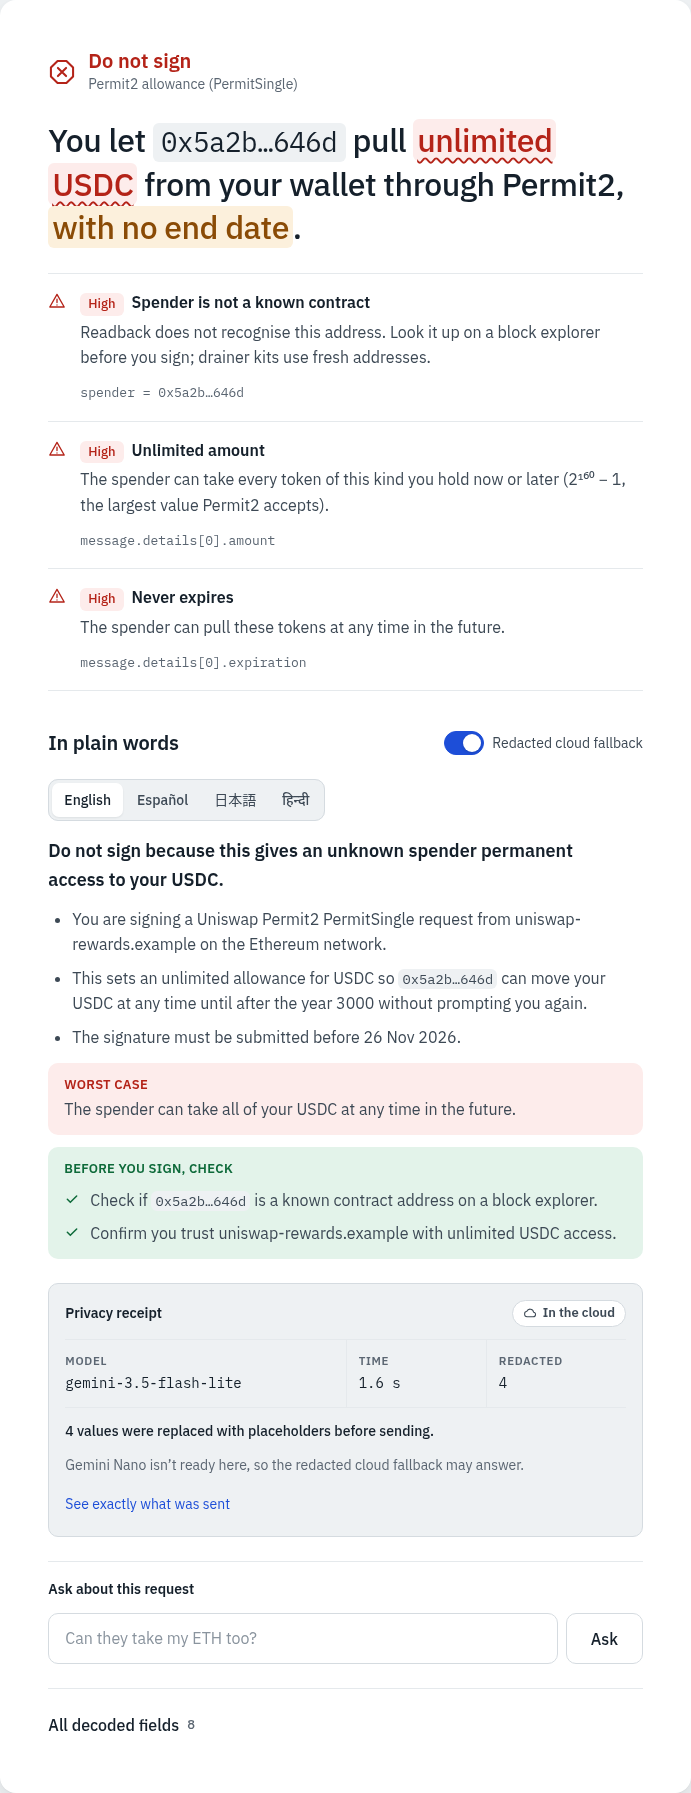 Do not sign
Permit2 allowance (PermitSingle)
You let 0x5a2b…646d pull unlimited
USDC from your wallet through Permit2,
with no end date.
High Spender is not a known contract
Readback does not recognise this address. Look it up on a block explorer
before you sign; drainer kits use fresh addresses.
spender = 0x5a2b…646d
High Unlimited amount
The spender can take every token of this kind you hold now or later (2¹⁶⁰ − 1,
the largest value Permit2 accepts).
message.details[0].amount
High Never expires
The spender can pull these tokens at any time in the future.
message.details[0].expiration
In plain words
Redacted cloud fallback
English Español 日本語 हिन्दी
Do not sign because this gives an unknown spender permanent
access to your USDC.
• You are signing a Uniswap Permit2 PermitSingle request from uniswap-
rewards.example on the Ethereum network.
• This sets an unlimited allowance for USDC so 0x5a2b…646d can move your
USDC at any time until after the year 3000 without prompting you again.
• The signature must be submitted before 26 Nov 2026.
WORST CASE
The spender can take all of your USDC at any time in the future.
BEFORE YOU SIGN, CHECK
Check if 0x5a2b…646d is a known contract address on a block explorer.
Confirm you trust uniswap-rewards.example with unlimited USDC access.
Privacy receipt
In the cloud
MODEL TIME REDACTED
gemini-3.5-flash-lite 1.6 s 4
4 values were replaced with placeholders before sending.
Gemini Nano isn’t ready here, so the redacted cloud fallback may answer.
See exactly what was sent
Ask about this request
Can they take my ETH too?
Ask
All decoded fields 8